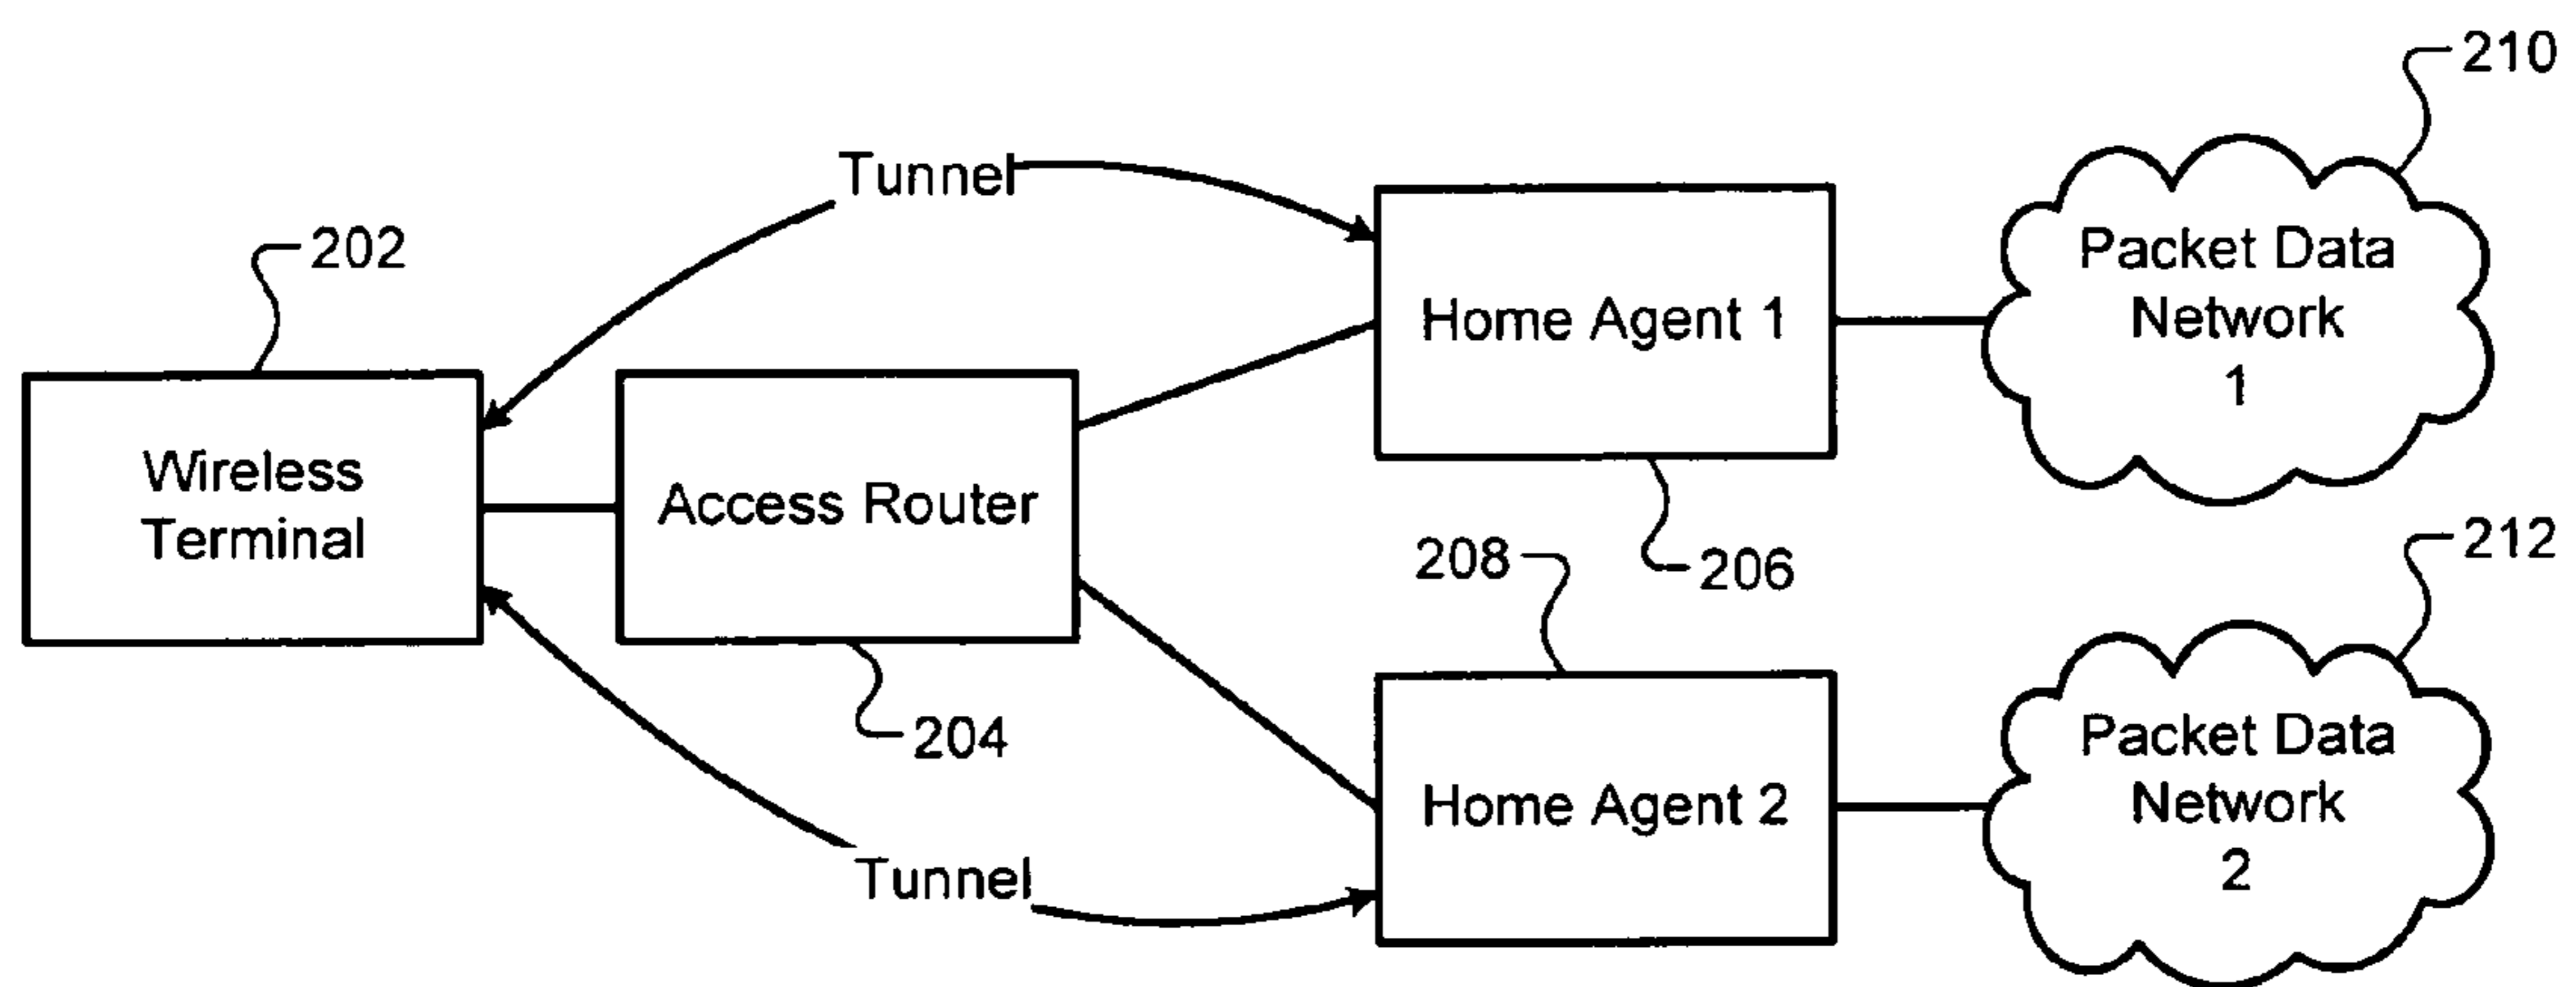 210
Tunnel
202
Packet Data
Network
1
Home Agent 1
Wireless
Terminal
Access Router
206
208
212
204
Packet Data
Network
2
Home Agent 2
Tunnel